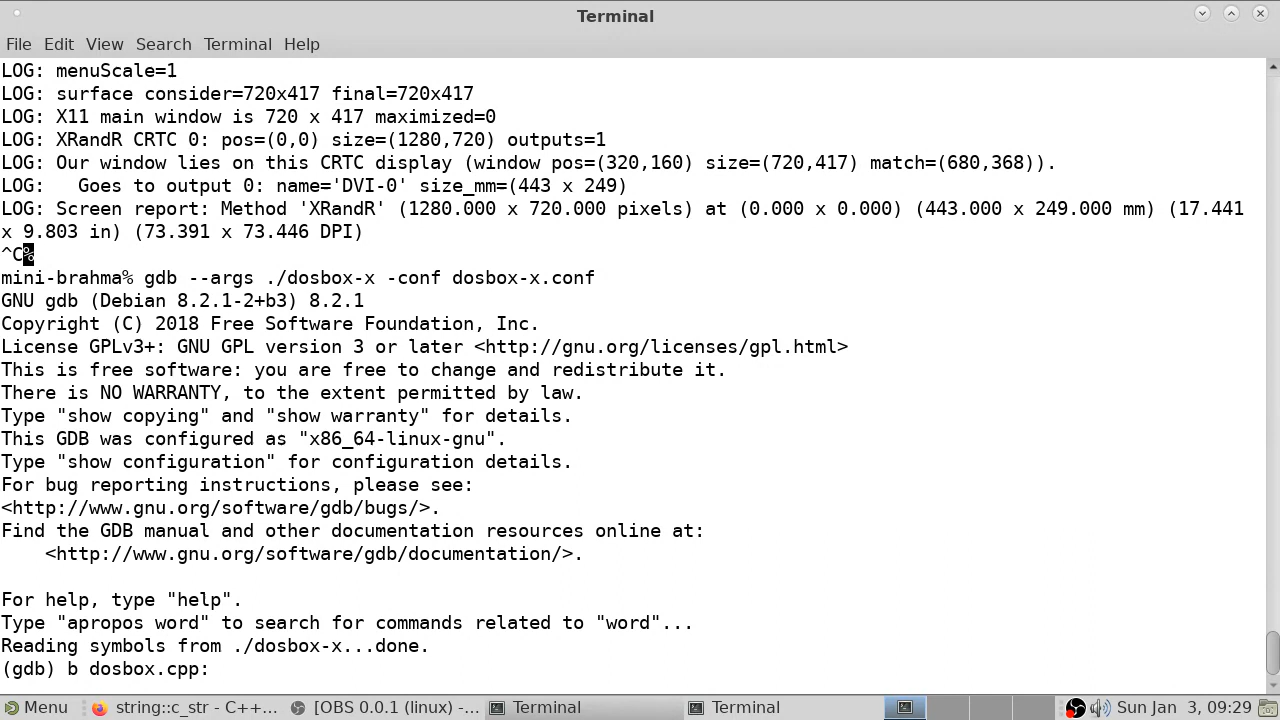 Terminal
File Edit View Search Terminal Help
LOG: menuScale=1
LOG: surface consider=720x417 final=720x417
LOG: X11 main window is 720 x 417 maximized=0
LOG: XRandR CRTC 0: pos=(0,0) size=(1280,720) outputs=1
LOG: Our window lies on this CRTC display (window pos=(320,160) size=(720,417) match=(680,368)).
LOG:   Goes to output 0: name='DVI-0' size_mm=(443 x 249)
LOG: Screen report: Method 'XRandR' (1280.000 x 720.000 pixels) at (0.000 x 0.000) (443.000 x 249.000 mm) (17.441
x 9.803 in) (73.391 x 73.446 DPI)
^C%
mini-brahma% gdb --args ./dosbox-x -conf dosbox-x.conf
GNU gdb (Debian 8.2.1-2+b3) 8.2.1
Copyright (C) 2018 Free Software Foundation, Inc.
License GPLv3+: GNU GPL version 3 or later <http://gnu.org/licenses/gpl.html>
This is free software: you are free to change and redistribute it.
There is NO WARRANTY, to the extent permitted by law.
Type "show copying" and "show warranty" for details.
This GDB was configured as "x86_64-linux-gnu".
Type "show configuration" for configuration details.
For bug reporting instructions, please see:
<http://www.gnu.org/software/gdb/bugs/>.
Find the GDB manual and other documentation resources online at:
    <http://www.gnu.org/software/gdb/documentation/>.
For help, type "help".
Type "apropos word" to search for commands related to "word"...
Reading symbols from ./dosbox-x...done.
(gdb) b dosbox.cpp:
Menu string::c_str - C++... [OBS 0.0.1 (linux) -... Terminal Terminal Sun Jan 3, 09:29